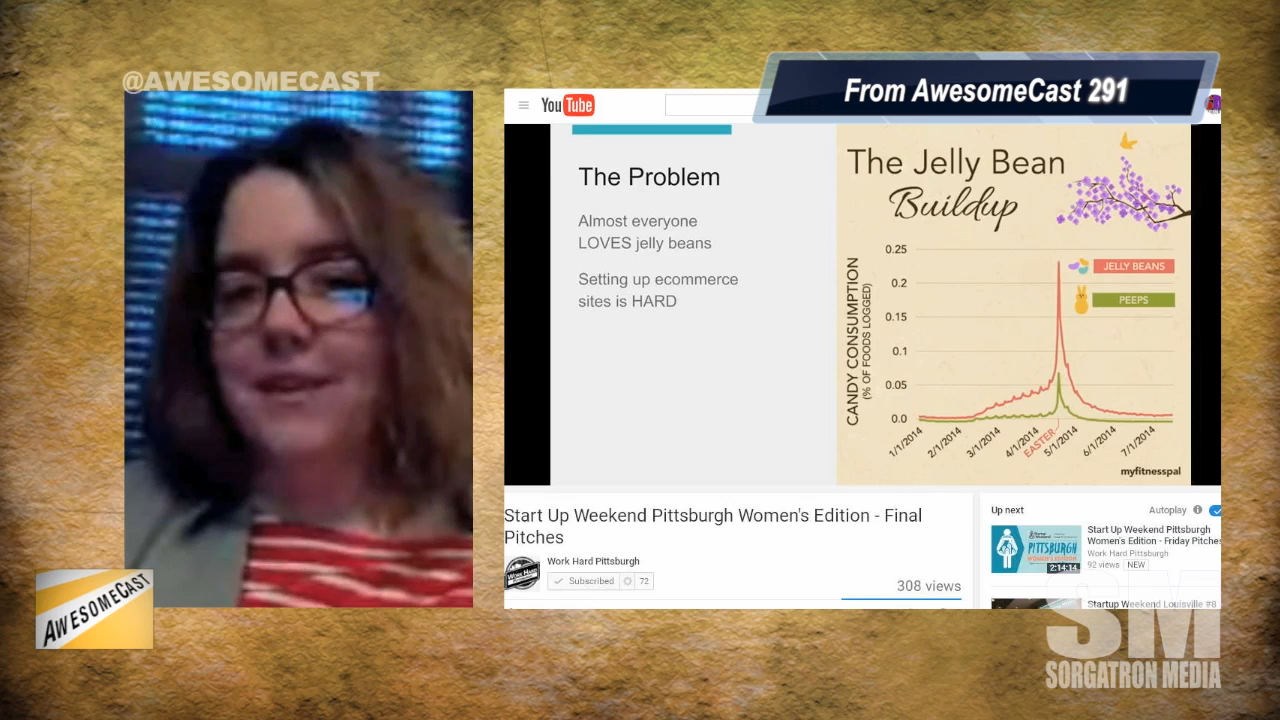 @AWESOMECAST
From AwesomeCast 291
YouTube
The Problem
Almost everyone
LOVES jelly beans
Setting up ecommerce
sites is HARD
The Jelly Bean
Buildup
CANDY CONSUMPTION
(% OF FOODS LOGGED)
0.25
0.2
0.15
0.1
0.05
0.0
JELLY BEANS
PEEPS
1/1/2014
2/1/2014
3/1/2014
4/1/2014
EASTER
5/1/2014
6/1/2014
7/1/2014
myfitnesspal
Start Up Weekend Pittsburgh Women's Edition - Final
Pitches
Work Hard Pittsburgh
Subscribed 72
308 views
Up next
Autoplay
PITTSBURGH
2:14:14
Start Up Weekend Pittsburgh
Women's Edition - Friday Pitches
Work Hard Pittsburgh
92 views NEW
Startup Weekend Louisville #8
AWESOMECAST
SM
SORGATRON MEDIA